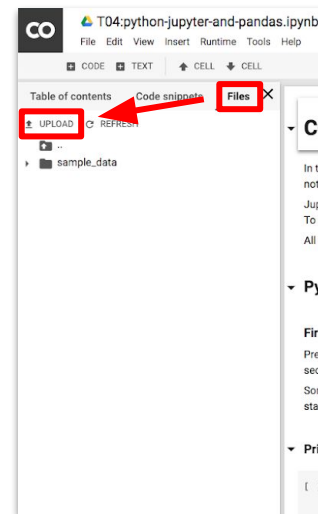 CO
T04:python-jupyter-and-pandas.ipynb
File Edit View Insert Runtime Tools Help
CODE TEXT CELL CELL
Table of contents Code snippets Files X
UPLOAD REFRESH
..
sample_data
C
In t
not
Jup
To
All
Py
Fir
Pre
sec
Sor
sta
Pri
[